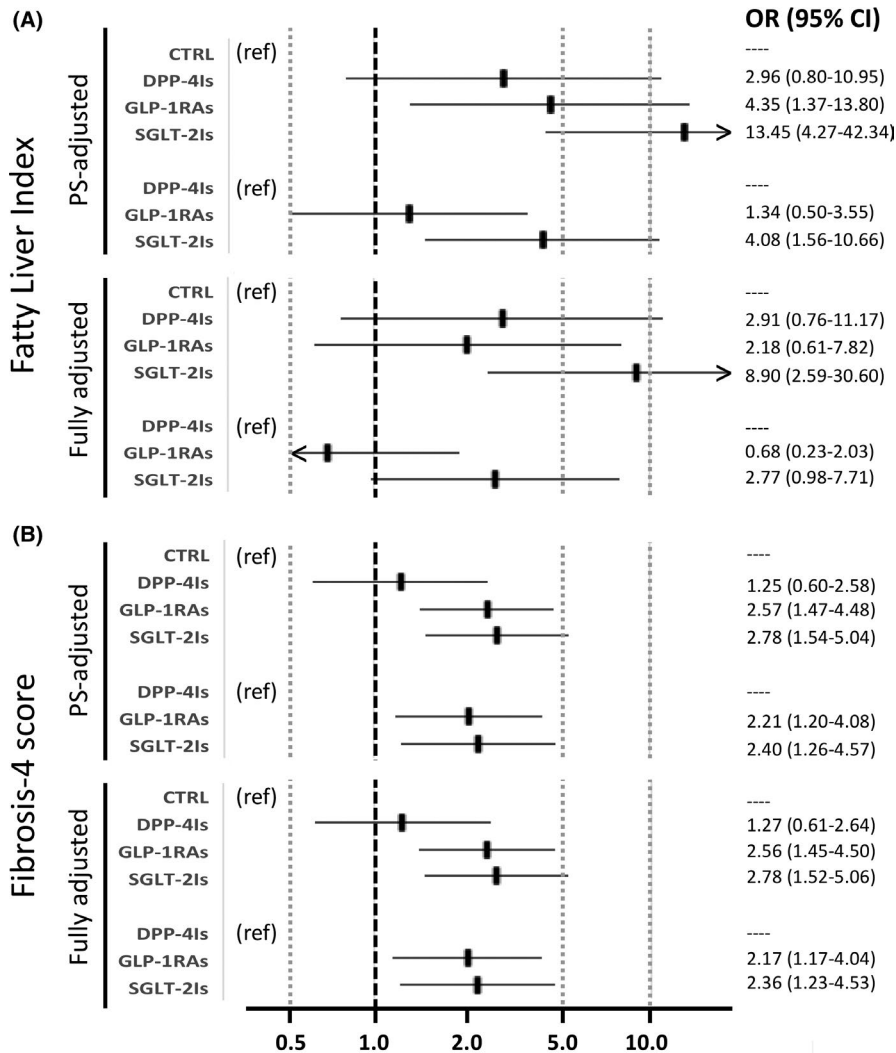 (A)
OR (95% CI)
Fatty Liver Index
PS-adjusted
CTRL (ref) ----
DPP-4Is 2.96 (0.80-10.95)
GLP-1RAs 4.35 (1.37-13.80)
SGLT-2Is 13.45 (4.27-42.34)
DPP-4Is (ref) ----
GLP-1RAs 1.34 (0.50-3.55)
SGLT-2Is 4.08 (1.56-10.66)
Fully adjusted
CTRL (ref) ----
DPP-4Is 2.91 (0.76-11.17)
GLP-1RAs 2.18 (0.61-7.82)
SGLT-2Is 8.90 (2.59-30.60)
DPP-4Is (ref) ----
GLP-1RAs 0.68 (0.23-2.03)
SGLT-2Is 2.77 (0.98-7.71)
(B)
Fibrosis-4 score
PS-adjusted
CTRL (ref) ----
DPP-4Is 1.25 (0.60-2.58)
GLP-1RAs 2.57 (1.47-4.48)
SGLT-2Is 2.78 (1.54-5.04)
DPP-4Is (ref) ----
GLP-1RAs 2.21 (1.20-4.08)
SGLT-2Is 2.40 (1.26-4.57)
Fully adjusted
CTRL (ref) ----
DPP-4Is 1.27 (0.61-2.64)
GLP-1RAs 2.56 (1.45-4.50)
SGLT-2Is 2.78 (1.52-5.06)
DPP-4Is (ref) ----
GLP-1RAs 2.17 (1.17-4.04)
SGLT-2Is 2.36 (1.23-4.53)
0.5 1.0 2.0 5.0 10.0